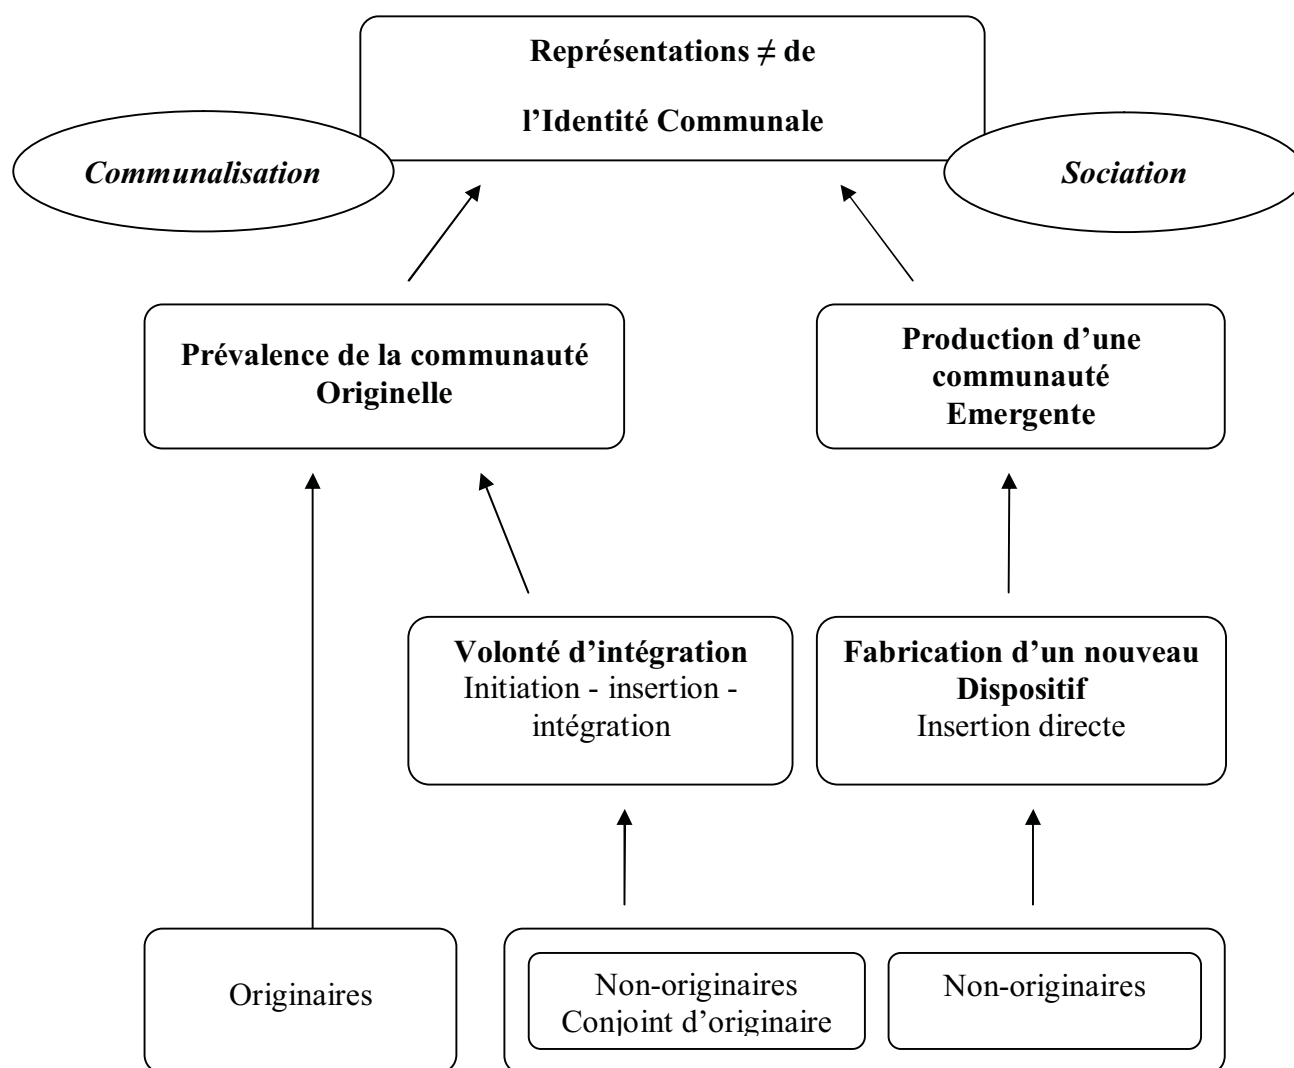 Représentations ≠ de
l’Identité Communale
Communalisation
Sociation
Prévalence de la communauté
Originelle
Production d’une
communauté
Emergente
Volonté d’intégration
Initiation - insertion -
intégration
Fabrication d’un nouveau
Dispositif
Insertion directe
Originaires
Non-originaires
Conjoint d’originaire
Non-originaires